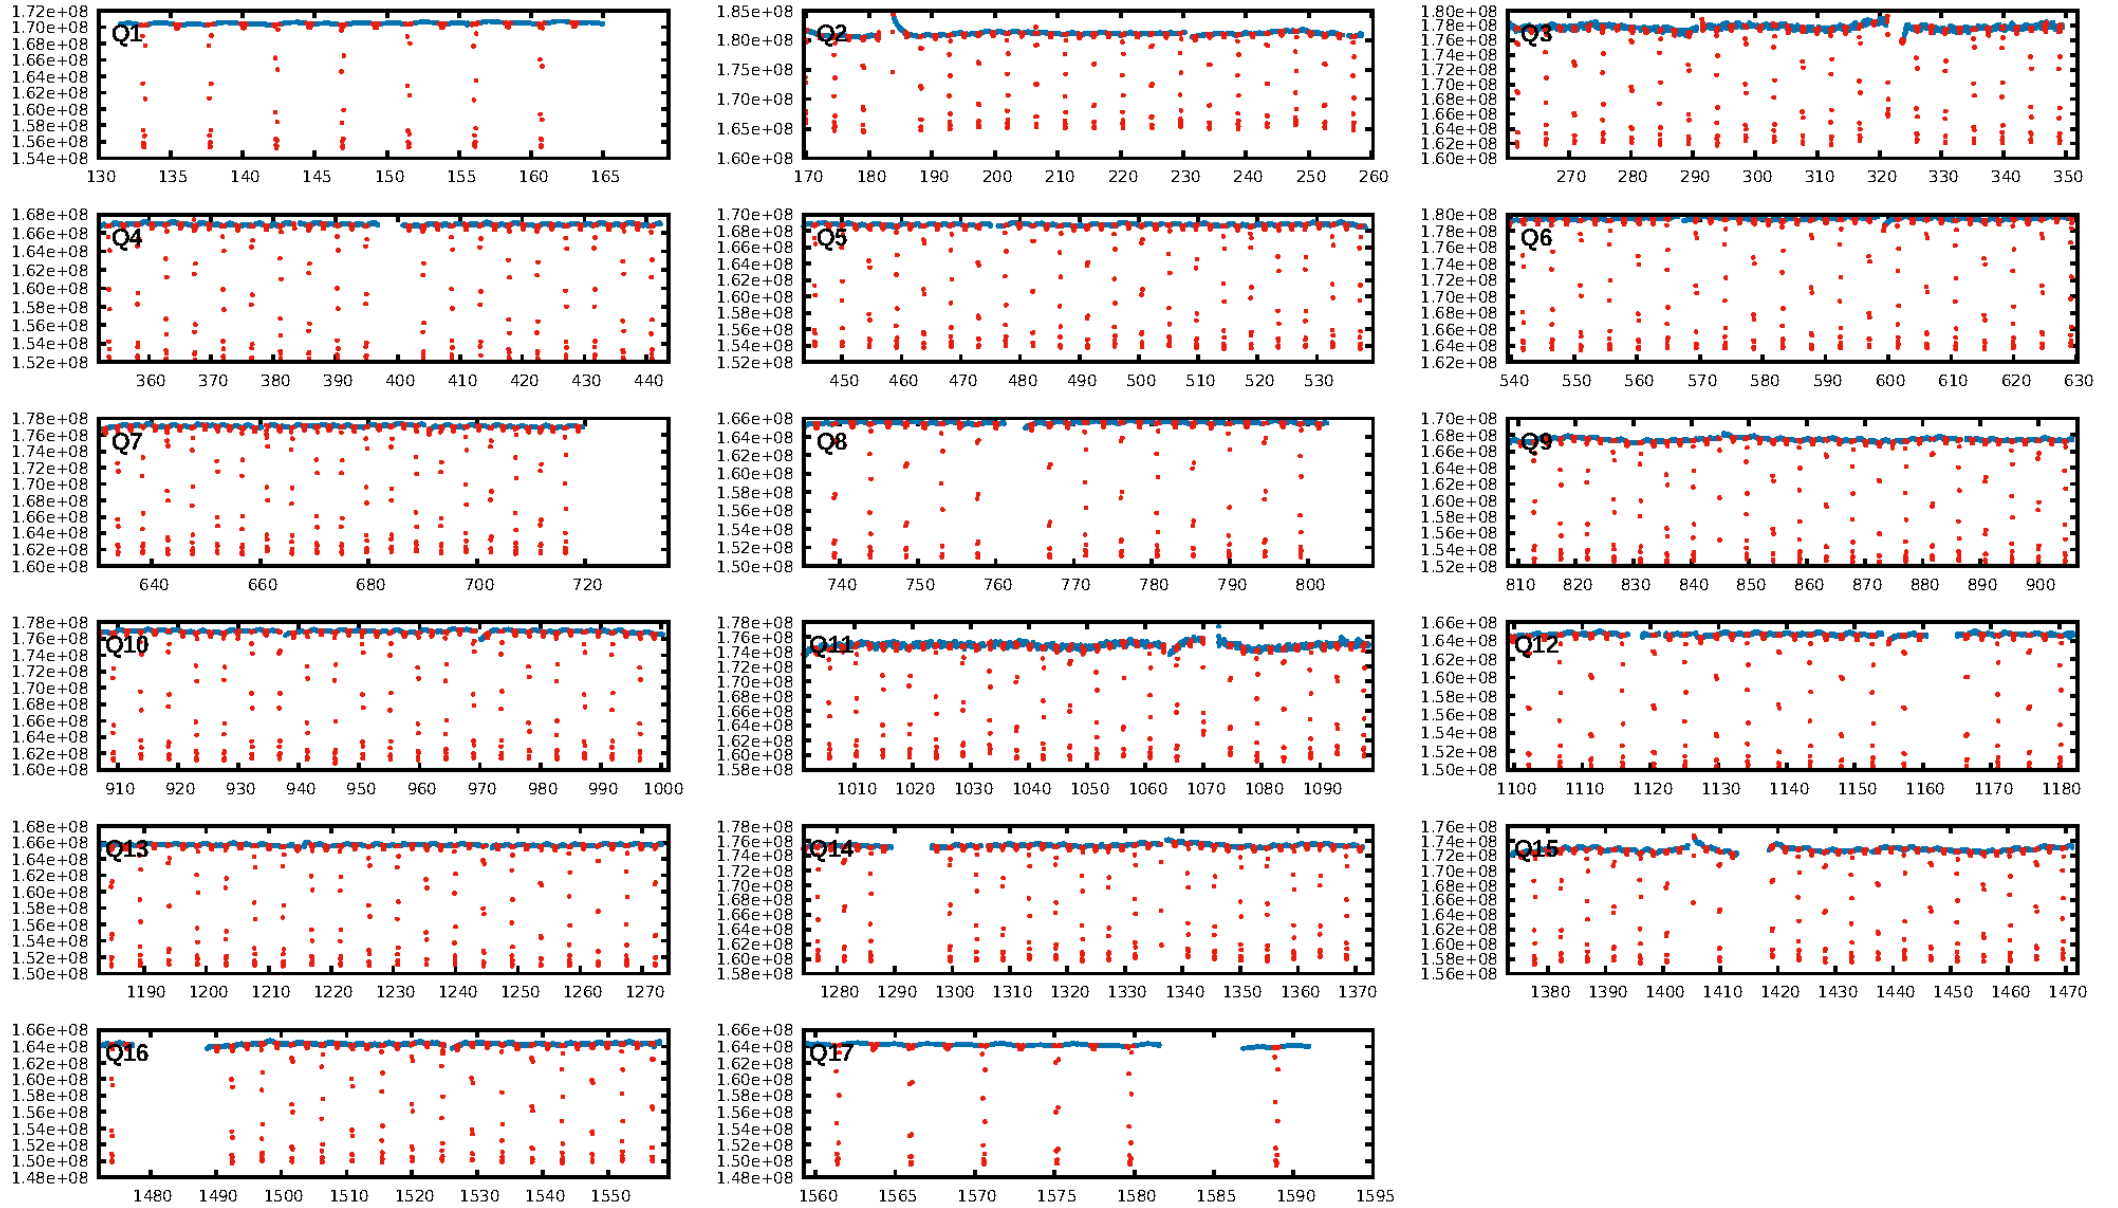 1.72e+08 1.70e+08 1.68e+08 1.66e+08 1.64e+08 1.62e+08 1.60e+08 1.58e+08 1.56e+08 1.54e+08
Q1
130 135 140 145 150 155 160 165
1.85e+08 1.80e+08 1.75e+08 1.70e+08 1.65e+08 1.60e+08
Q2
170 180 190 200 210 220 230 240 250 260
1.80e+08 1.78e+08 1.76e+08 1.74e+08 1.72e+08 1.70e+08 1.68e+08 1.66e+08 1.64e+08 1.62e+08 1.60e+08
Q3
270 280 290 300 310 320 330 340 350
1.68e+08 1.66e+08 1.64e+08 1.62e+08 1.60e+08 1.58e+08 1.56e+08 1.54e+08 1.52e+08
Q4
360 370 380 390 400 410 420 430 440
1.70e+08 1.68e+08 1.66e+08 1.64e+08 1.62e+08 1.60e+08 1.58e+08 1.56e+08 1.54e+08 1.52e+08
Q5
450 460 470 480 490 500 510 520 530
1.80e+08 1.78e+08 1.76e+08 1.74e+08 1.72e+08 1.70e+08 1.68e+08 1.66e+08 1.64e+08 1.62e+08
Q6
540 550 560 570 580 590 600 610 620 630
1.78e+08 1.76e+08 1.74e+08 1.72e+08 1.70e+08 1.68e+08 1.66e+08 1.64e+08 1.62e+08 1.60e+08
Q7
640 660 680 700 720
1.66e+08 1.64e+08 1.62e+08 1.60e+08 1.58e+08 1.56e+08 1.54e+08 1.52e+08 1.50e+08
Q8
740 750 760 770 780 790 800
1.70e+08 1.68e+08 1.66e+08 1.64e+08 1.62e+08 1.60e+08 1.58e+08 1.56e+08 1.54e+08 1.52e+08
Q9
810 820 830 840 850 860 870 880 890 900
1.78e+08 1.76e+08 1.74e+08 1.72e+08 1.70e+08 1.68e+08 1.66e+08 1.64e+08 1.62e+08 1.60e+08
Q10
910 920 930 940 950 960 970 980 990 1000
1.78e+08 1.76e+08 1.74e+08 1.72e+08 1.70e+08 1.68e+08 1.66e+08 1.64e+08 1.62e+08 1.60e+08 1.58e+08
Q11
1010 1020 1030 1040 1050 1060 1070 1080 1090
1.66e+08 1.64e+08 1.62e+08 1.60e+08 1.58e+08 1.56e+08 1.54e+08 1.52e+08 1.50e+08
Q12
1100 1110 1120 1130 1140 1150 1160 1170 1180
1.68e+08 1.66e+08 1.64e+08 1.62e+08 1.60e+08 1.58e+08 1.56e+08 1.54e+08 1.52e+08 1.50e+08
Q13
1190 1200 1210 1220 1230 1240 1250 1260 1270
1.78e+08 1.76e+08 1.74e+08 1.72e+08 1.70e+08 1.68e+08 1.66e+08 1.64e+08 1.62e+08 1.60e+08 1.58e+08
Q14
1280 1290 1300 1310 1320 1330 1340 1350 1360 1370
1.76e+08 1.74e+08 1.72e+08 1.70e+08 1.68e+08 1.66e+08 1.64e+08 1.62e+08 1.60e+08 1.58e+08 1.56e+08
Q15
1380 1390 1400 1410 1420 1430 1440 1450 1460 1470
1.66e+08 1.64e+08 1.62e+08 1.60e+08 1.58e+08 1.56e+08 1.54e+08 1.52e+08 1.50e+08 1.48e+08
Q16
1480 1490 1500 1510 1520 1530 1540 1550
1.66e+08 1.64e+08 1.62e+08 1.60e+08 1.58e+08 1.56e+08 1.54e+08 1.52e+08 1.50e+08 1.48e+08
Q17
1560 1565 1570 1575 1580 1585 1590 1595